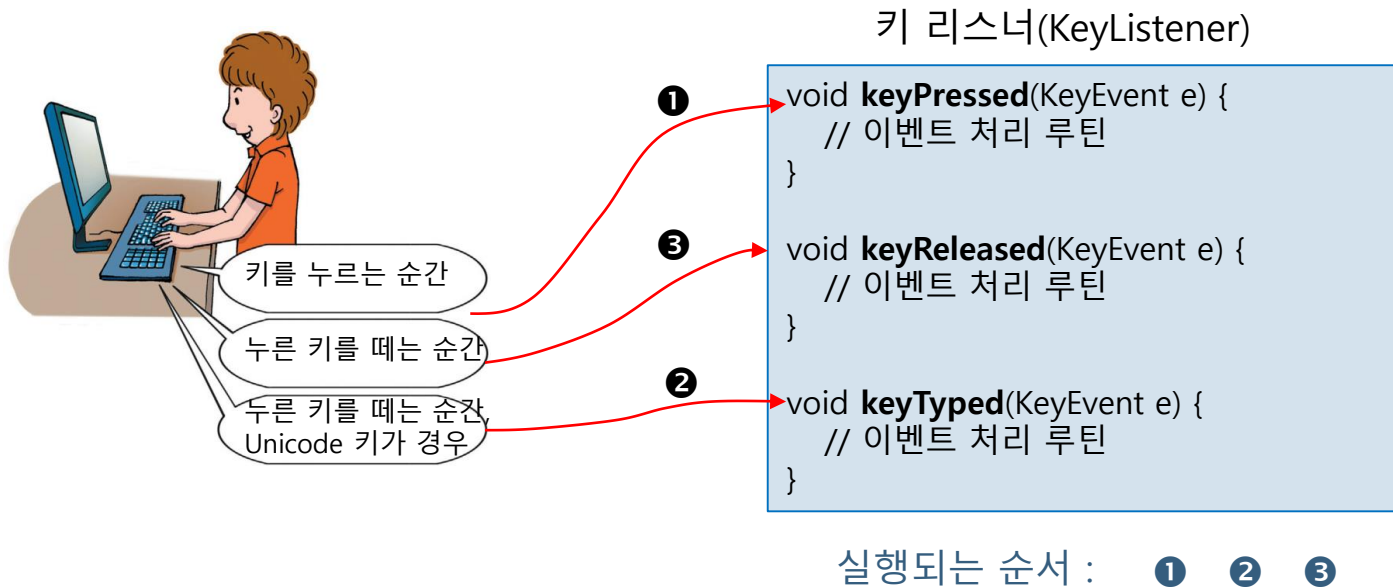 키 리스너(KeyListener)
❶
void keyPressed(KeyEvent e) {
// 이벤트 처리 루틴
}
❸
void keyReleased(KeyEvent e) {
// 이벤트 처리 루틴
}
❷
void keyTyped(KeyEvent e) {
// 이벤트 처리 루틴
}
키를 누르는 순간
누른 키를 떼는 순간
누른 키를 떼는 순간,
Unicode 키가 경우
실행되는 순서 : ❶ ❷ ❸